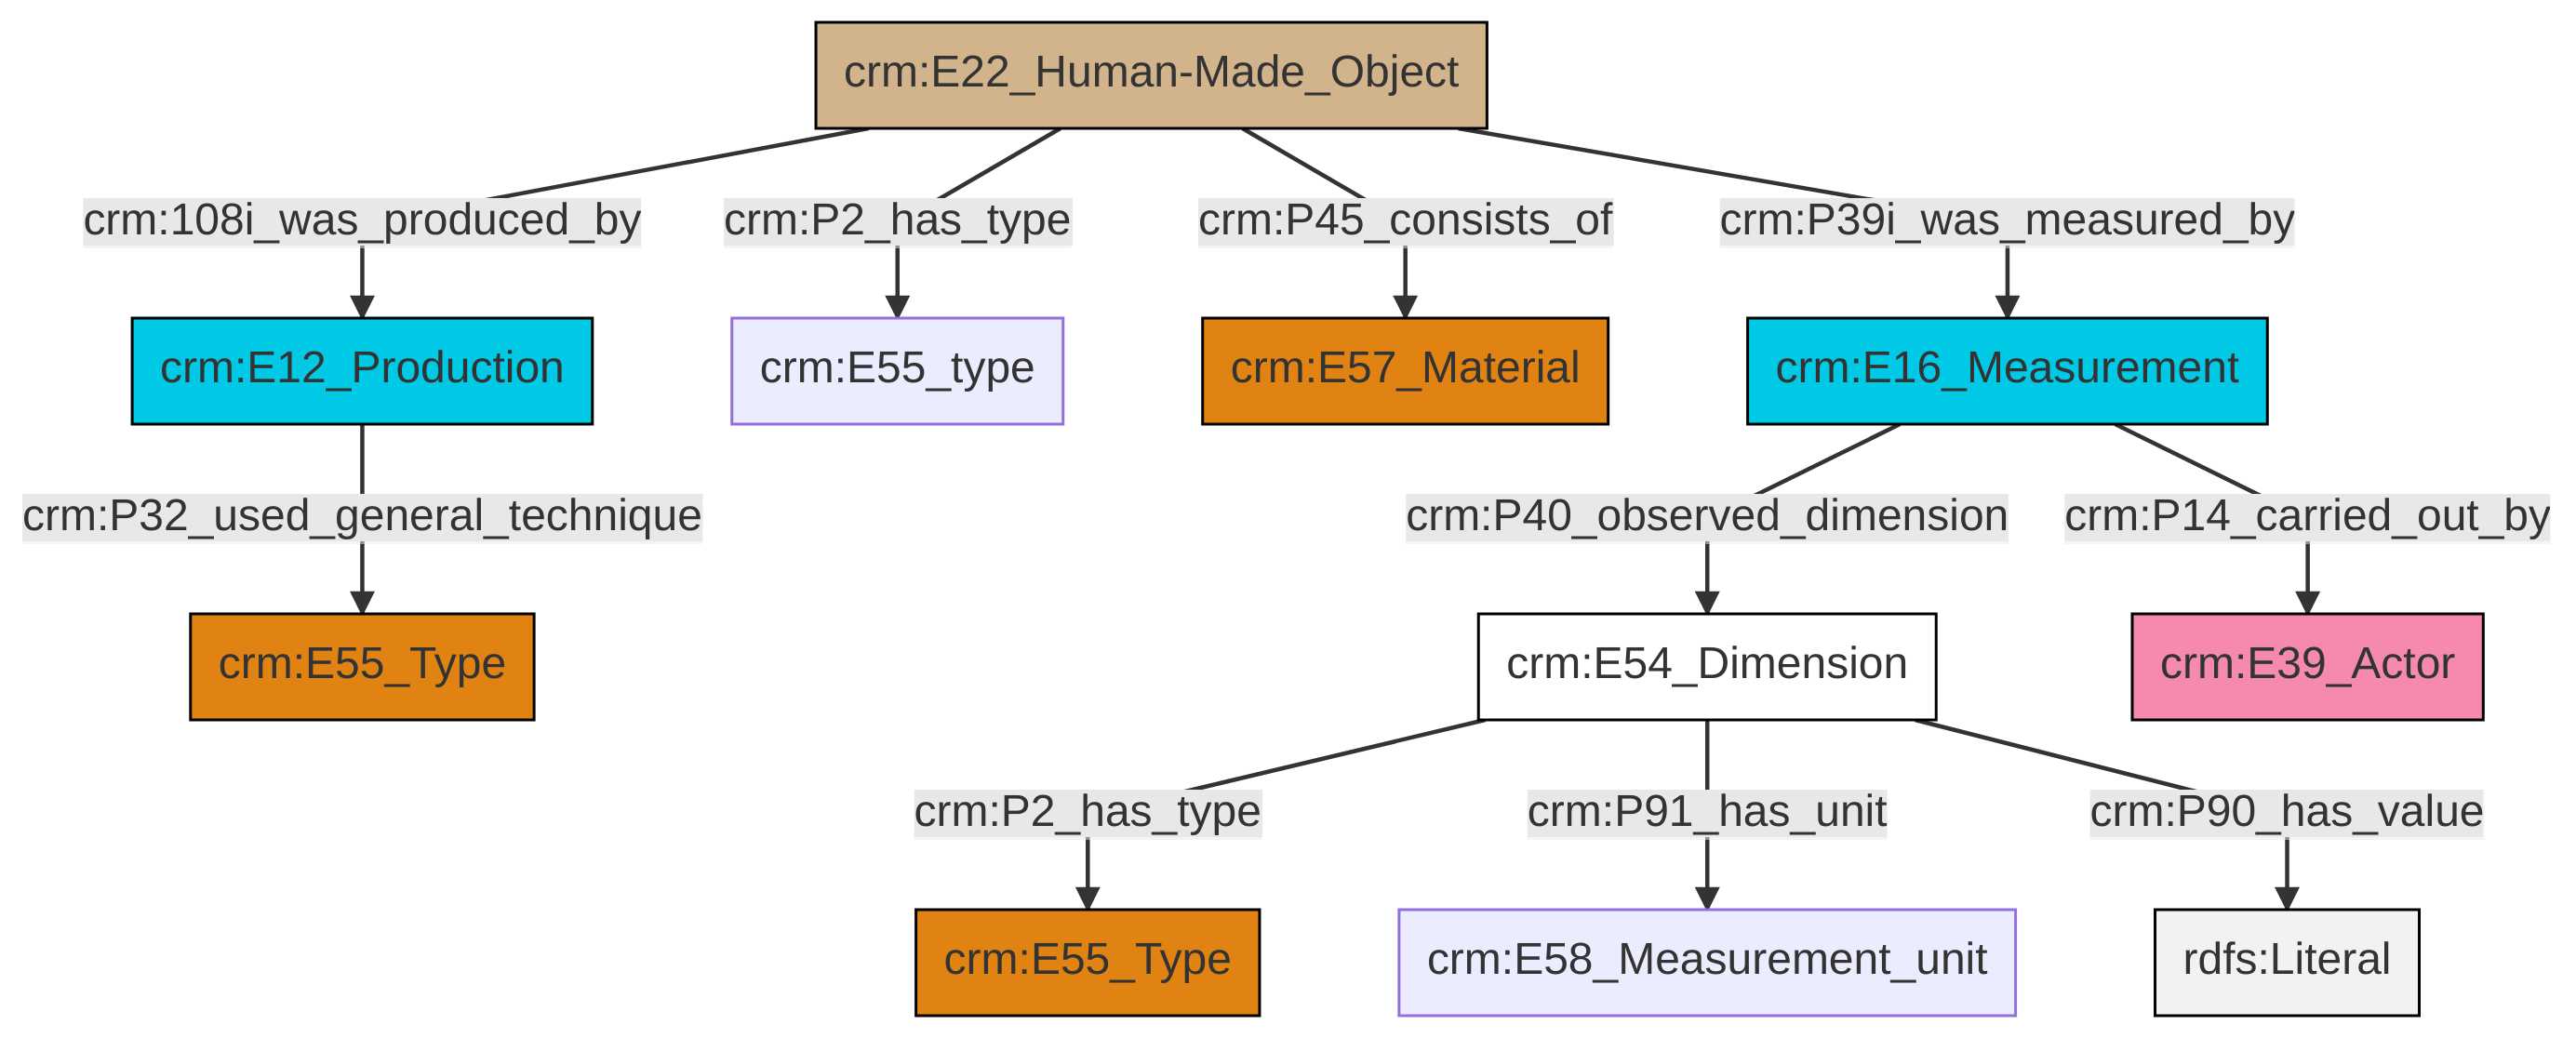 crm:E22_Human-Made_Object
crm:108i_was_produced_by
crm:P2_has_type
crm:P45_consists_of
crm:P39i_was_measured_by
crm:E12_Production
crm:E55_type
crm:E57_Material
crm:E16_Measurement
crm:P32_used_general_technique
crm:P40_observed_dimension
crm:P14_carried_out_by
crm:E55_Type
crm:E54_Dimension
crm:E39_Actor
crm:P2_has_type
crm:P91_has_unit
crm:P90_has_value
crm:E55_Type
crm:E58_Measurement_unit
rdfs:Literal